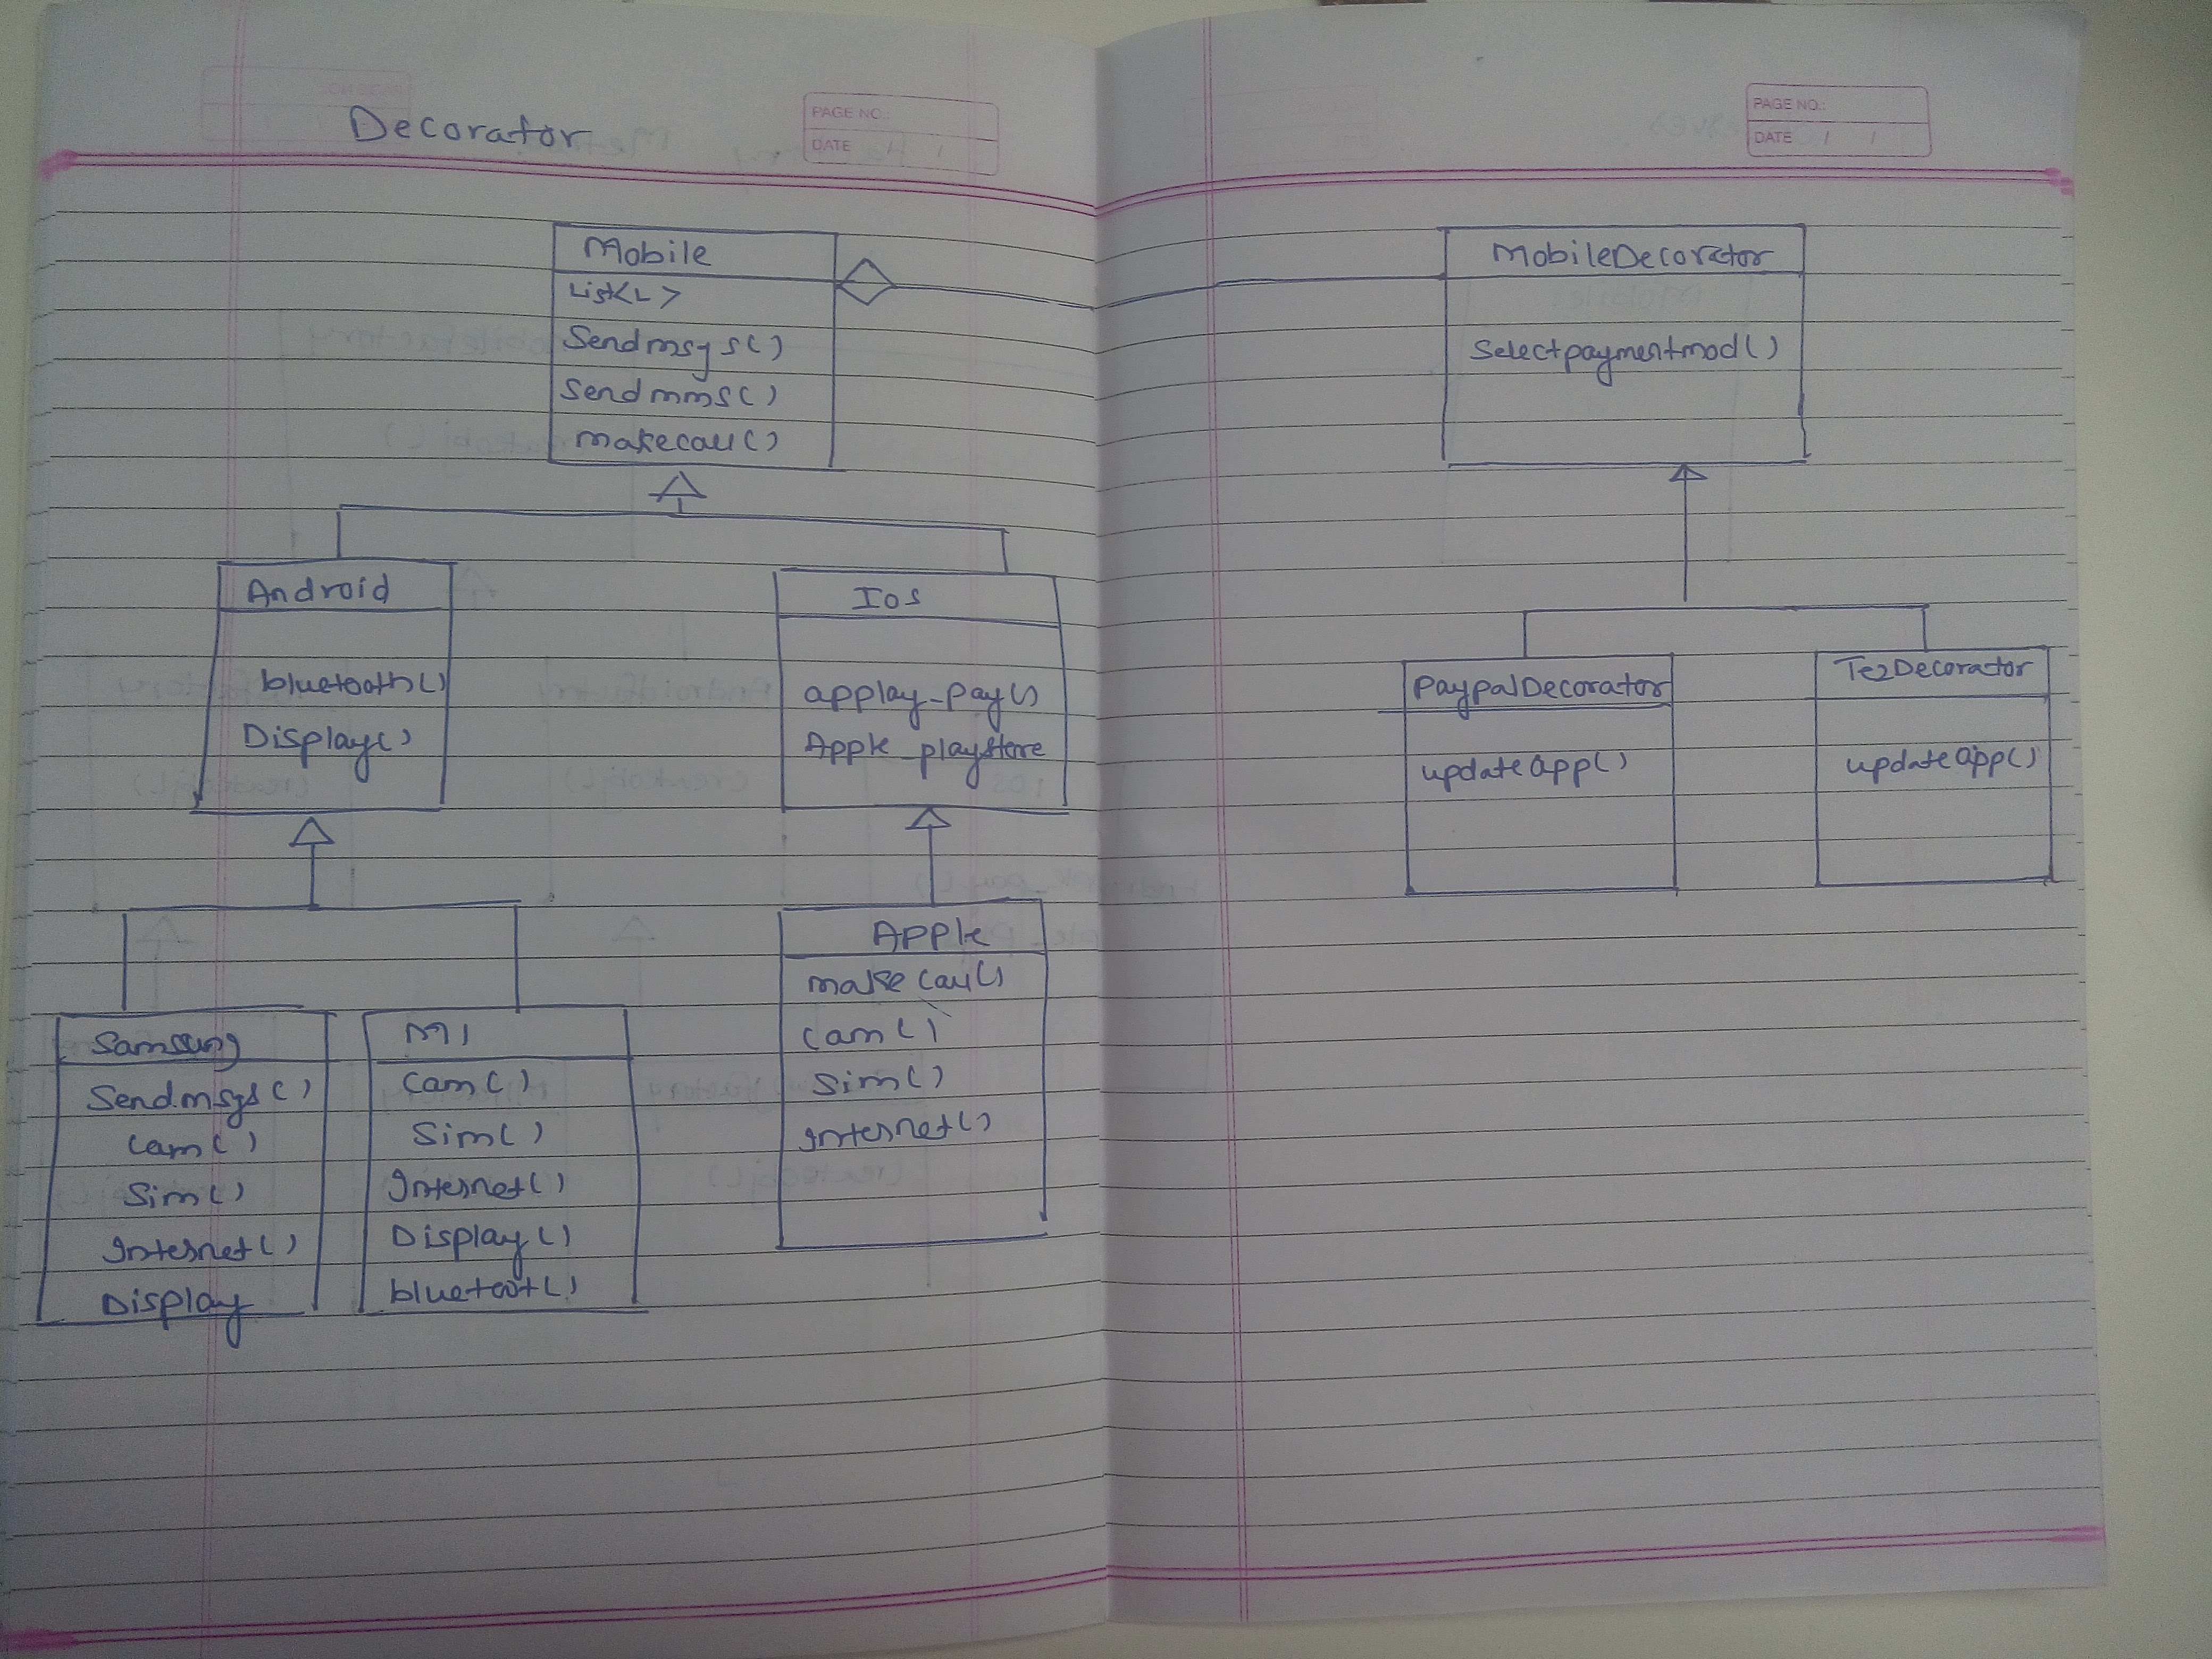 Decorator
PAGE NO.:
DATE / /
PAGE NO.:
DATE / /
Mobile
List<L>
Sendmsgs()
Sendmms()
makecall()
MobileDecorator
Selectpaymentmod()
Android
bluetooth()
Display()
Ios
applay_pay()
Apple_playstore
PaypalDecorator
updateapp()
TezDecorator
updateapp()
Samsung
Sendmsgs()
cam()
Sim()
Internet()
Display
MI
cam()
Sim()
Internet()
Display()
bluetoot()
Apple
make call()
cam()
Sim()
Internet()